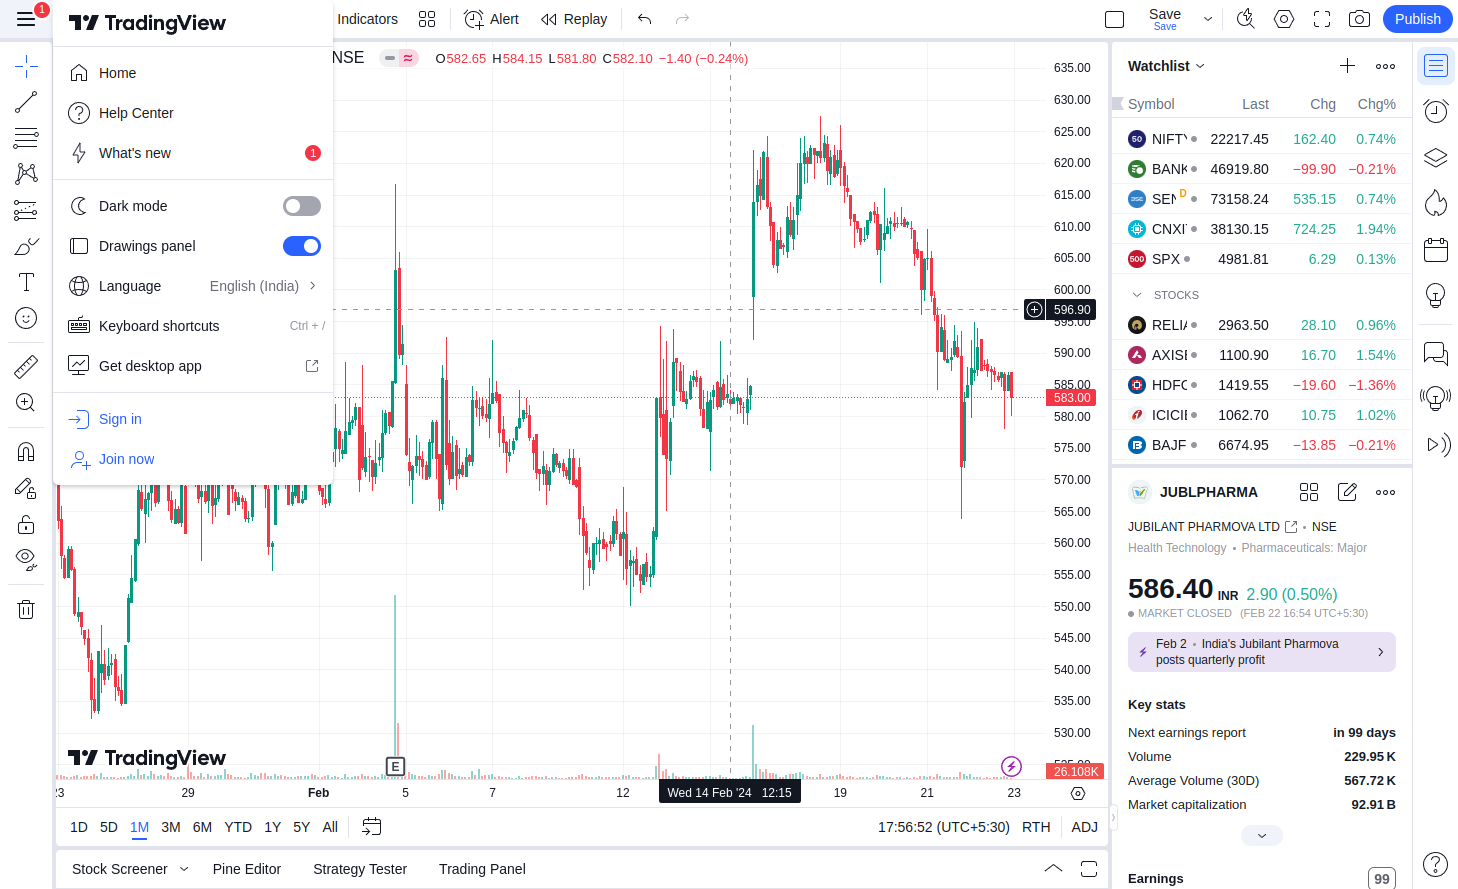 1
TradingView
Indicators
Alert
Replay
Save
Save
Publish
Home
Help Center
What's new
1
Dark mode
Drawings panel
Language
English (India)
Keyboard shortcuts
Ctrl + /
Get desktop app
Sign in
Join now
NSE
O582.65 H584.15 L581.80 C582.10 −1.40 (−0.24%)
635.00
630.00
625.00
620.00
615.00
610.00
605.00
600.00
596.90
595.00
590.00
585.00
583.00
580.00
575.00
570.00
565.00
560.00
555.00
550.00
545.00
540.00
535.00
530.00
525.00
26.108K
TradingView
E
23
29
Feb
5
7
12
Wed 14 Feb '24 12:15
19
21
23
1D
5D
1M
3M
6M
YTD
1Y
5Y
All
17:56:52 (UTC+5:30)
RTH
ADJ
Stock Screener
Pine Editor
Strategy Tester
Trading Panel
Watchlist
Symbol Last Chg Chg%
50 NIFTY 22217.45 162.40 0.74%
BANK 46919.80 −99.90 −0.21%
SEN D 73158.24 535.15 0.74%
CNXI 38130.15 724.25 1.94%
500 SPX 4981.81 6.29 0.13%
STOCKS
RELIA 2963.50 28.10 0.96%
AXISE 1100.90 16.70 1.54%
HDFC 1419.55 −19.60 −1.36%
ICICIE 1062.70 10.75 1.02%
BAJF 6674.95 −13.85 −0.21%
JUBLPHARMA
JUBILANT PHARMOVA LTD • NSE
Health Technology • Pharmaceuticals: Major
586.40 INR 2.90 (0.50%)
MARKET CLOSED (FEB 22 16:54 UTC+5:30)
Feb 2 • India's Jubilant Pharmova
posts quarterly profit
Key stats
Next earnings report in 99 days
Volume 229.95K
Average Volume (30D) 567.72K
Market capitalization 92.91B
Earnings
99